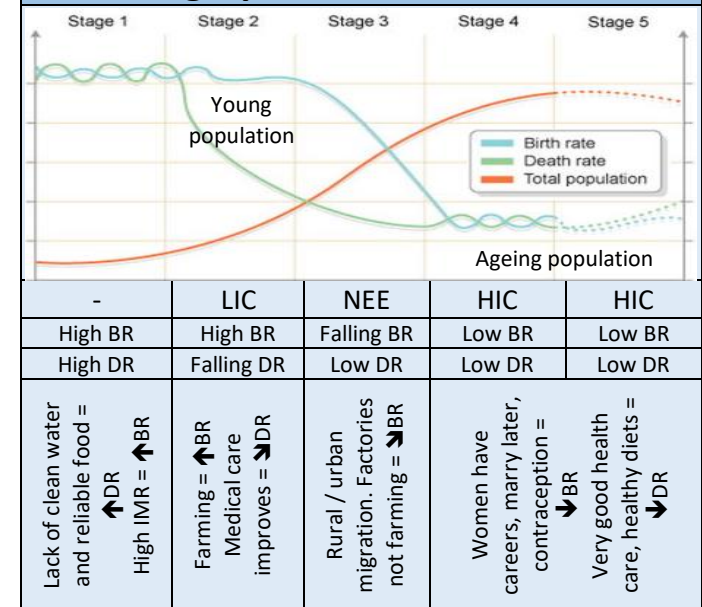 Stage 1 Stage 2 Stage 3 Stage 4 Stage 5
Young
population
Birth rate
Death rate
Total population
Ageing population
- LIC NEE HIC HIC
High BR High BR Falling BR Low BR Low BR
High DR Falling DR Low DR Low DR Low DR
Lack of clean water
and reliable food =
↑DR
High IMR = ↑BR
Farming = ↑BR
Medical care
improves = ↘DR
Rural / urban
migration. Factories
not farming = ↘BR
Women have
careers, marry later,
contraception =
↓BR
Very good health
care, healthy diets =
↓DR